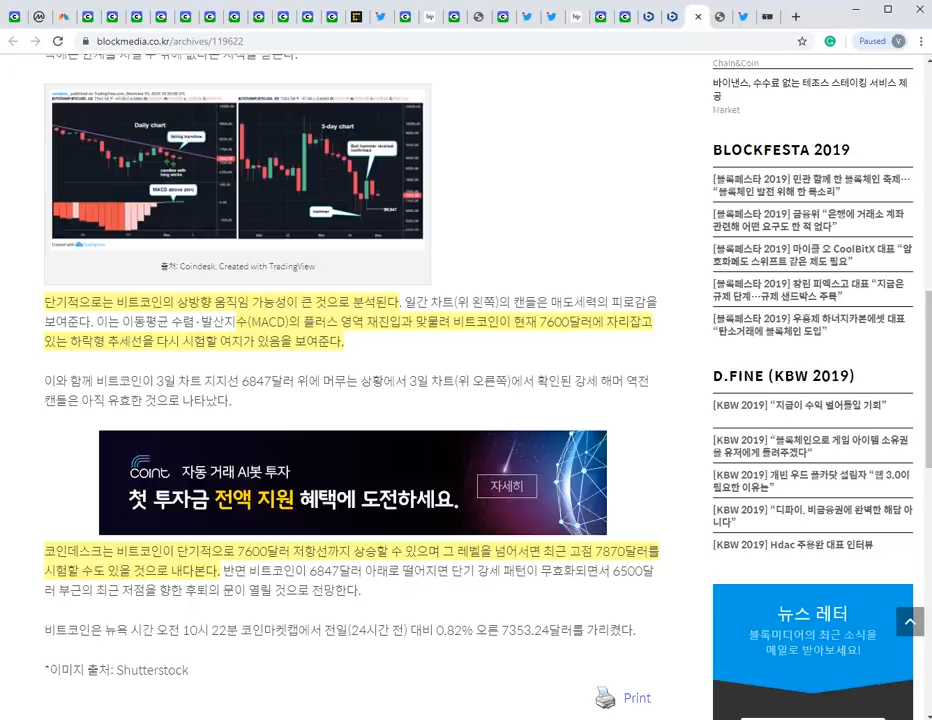 blockmedia.co.kr/archives/119622
Paused
V
Daily chart
3-day chart
falling trendline
candles with
long wicks
MACD above zero
Bull hammer reversal
confirmed
hammer
Created with TradingView
출처: Coindesk, Created with TradingView
단기적으로는 비트코인의 상방향 움직임 가능성이 큰 것으로 분석된다. 일간 차트(위 왼쪽)의 캔들은 매도세력의 피로감을
보여준다. 이는 이동평균 수렴·발산지수(MACD)의 플러스 영역 재진입과 맞물려 비트코인이 현재 7600달러에 자리잡고
있는 하락형 추세선을 다시 시험할 여지가 있음을 보여준다.
이와 함께 비트코인이 3일 차트 지지선 6847달러 위에 머무는 상황에서 3일 차트(위 오른쪽)에서 확인된 강세 해머 역전
캔들은 아직 유효한 것으로 나타났다.
coint 자동 거래 AI봇 투자
첫 투자금 전액 지원 혜택에 도전하세요.
자세히
코인데스크는 비트코인이 단기적으로 7600달러 저항선까지 상승할 수 있으며 그 레벨을 넘어서면 최근 고점 7870달러를
시험할 수도 있을 것으로 내다본다. 반면 비트코인이 6847달러 아래로 떨어지면 단기 강세 패턴이 무효화되면서 6500달
러 부근의 최근 저점을 향한 후퇴의 문이 열릴 것으로 전망한다.
비트코인은 뉴욕 시간 오전 10시 22분 코인마켓캡에서 전일(24시간 전) 대비 0.82% 오른 7353.24달러를 가리켰다.
*이미지 출처: Shutterstock
Print
Chain&Coin
바이낸스, 수수료 없는 테조스 스테이킹 서비스 제
공
Market
BLOCKFESTA 2019
[블록페스타 2019] 민관 함께 한 블록체인 축제…
“블록체인 발전 위해 한 목소리”
[블록페스타 2019] 금융위 “은행에 거래소 계좌
관련해 어떤 요구도 한 적 없다”
[블록페스타 2019] 마이클 오 CoolBitX 대표 “암
호화폐도 스위프트 같은 제도 필요”
[블록페스타 2019] 장민 피엑스고 대표 “지금은
규제 단계…규제 샌드박스 주목”
[블록페스타 2019] 우용제 하너지카본에셋 대표
“탄소거래에 블록체인 도입”
D.FINE (KBW 2019)
[KBW 2019] “지금이 수익 벌어들일 기회”
[KBW 2019] “블록체인으로 게임 아이템 소유권
을 유저에게 돌려주겠다“
[KBW 2019] 개빈 우드 폴카닷 설립자 “웹 3.0이
필요한 이유는”
[KBW 2019] “디파이, 비금융권에 완벽한 해답 아
니다”
[KBW 2019] Hdac 주용완 대표 인터뷰
뉴스 레터
블록미디어의 최근 소식을
메일로 받아보세요!